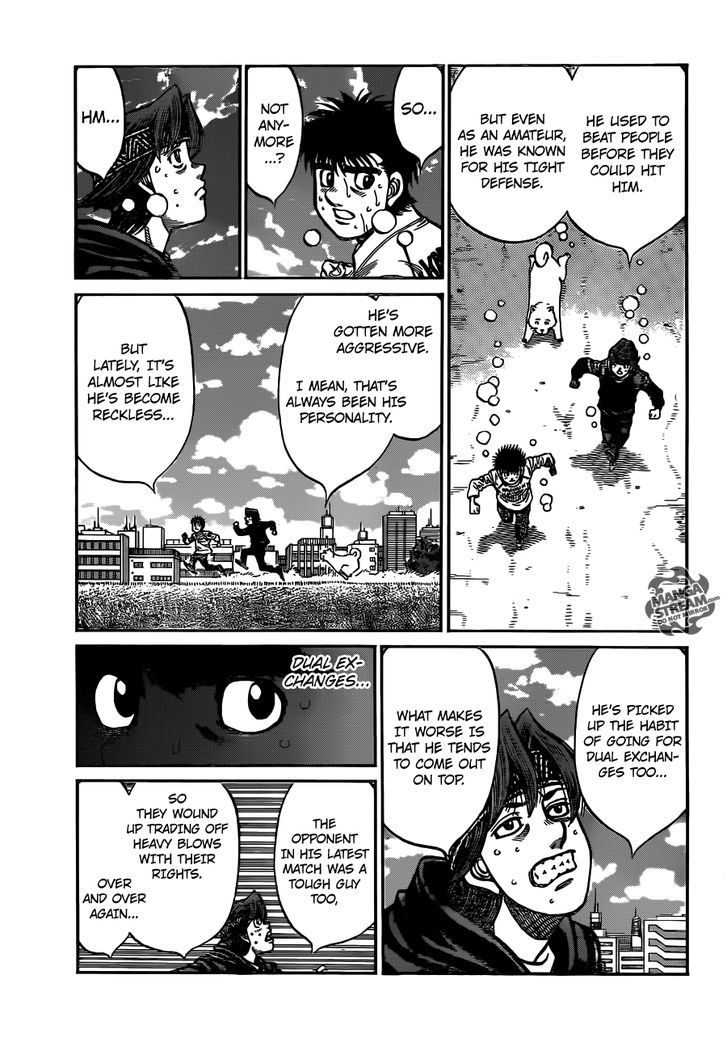 HE USED TO
BEAT PEOPLE
BEFORE THEY
COULD HIT
HIM.
BUT EVEN
AS AN AMATEUR,
HE WAS KNOWN
FOR HIS TIGHT
DEFENSE.
SO...
NOT
ANY-
MORE
...?
HM...
HE'S
GOTTEN MORE
AGGRESSIVE.
I MEAN, THAT'S
ALWAYS BEEN HIS
PERSONALITY.
BUT
LATELY, IT'S
ALMOST LIKE
HE'S BECOME
RECKLESS...
MANGA
STREAM.com
DO NOT MIRROR
HE'S PICKED
UP THE HABIT
OF GOING FOR
DUAL EXCHAN-
GES TOO...
WHAT MAKES
IT WORSE IS
THAT HE TENDS
TO COME OUT
ON TOP.
DUAL EX-
CHANGES...
THE
OPPONENT
IN HIS LATEST
MATCH WAS A
TOUGH GUY
TOO,
SO
THEY WOUND
UP TRADING OFF
HEAVY BLOWS
WITH THEIR
RIGHTS.
OVER
AND OVER
AGAIN...